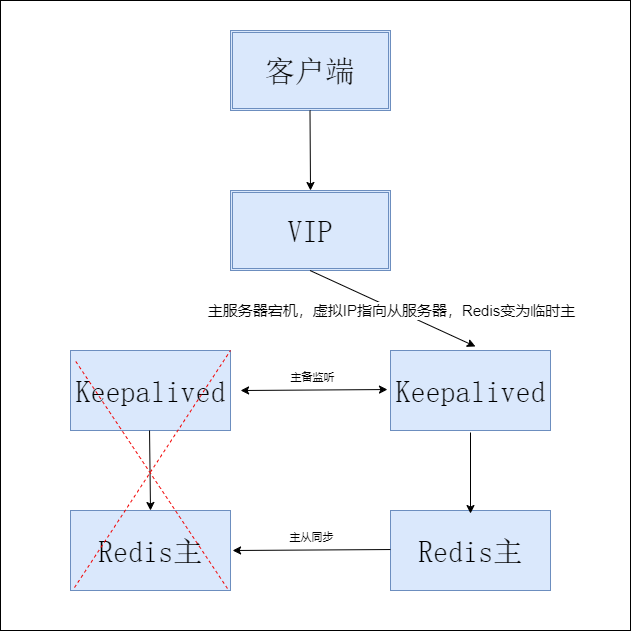 客户端
VIP
主服务器宕机，虚拟IP指向从服务器，Redis变为临时主
Keepalived
主备监听
Keepalived
Redis主
主从同步
Redis主